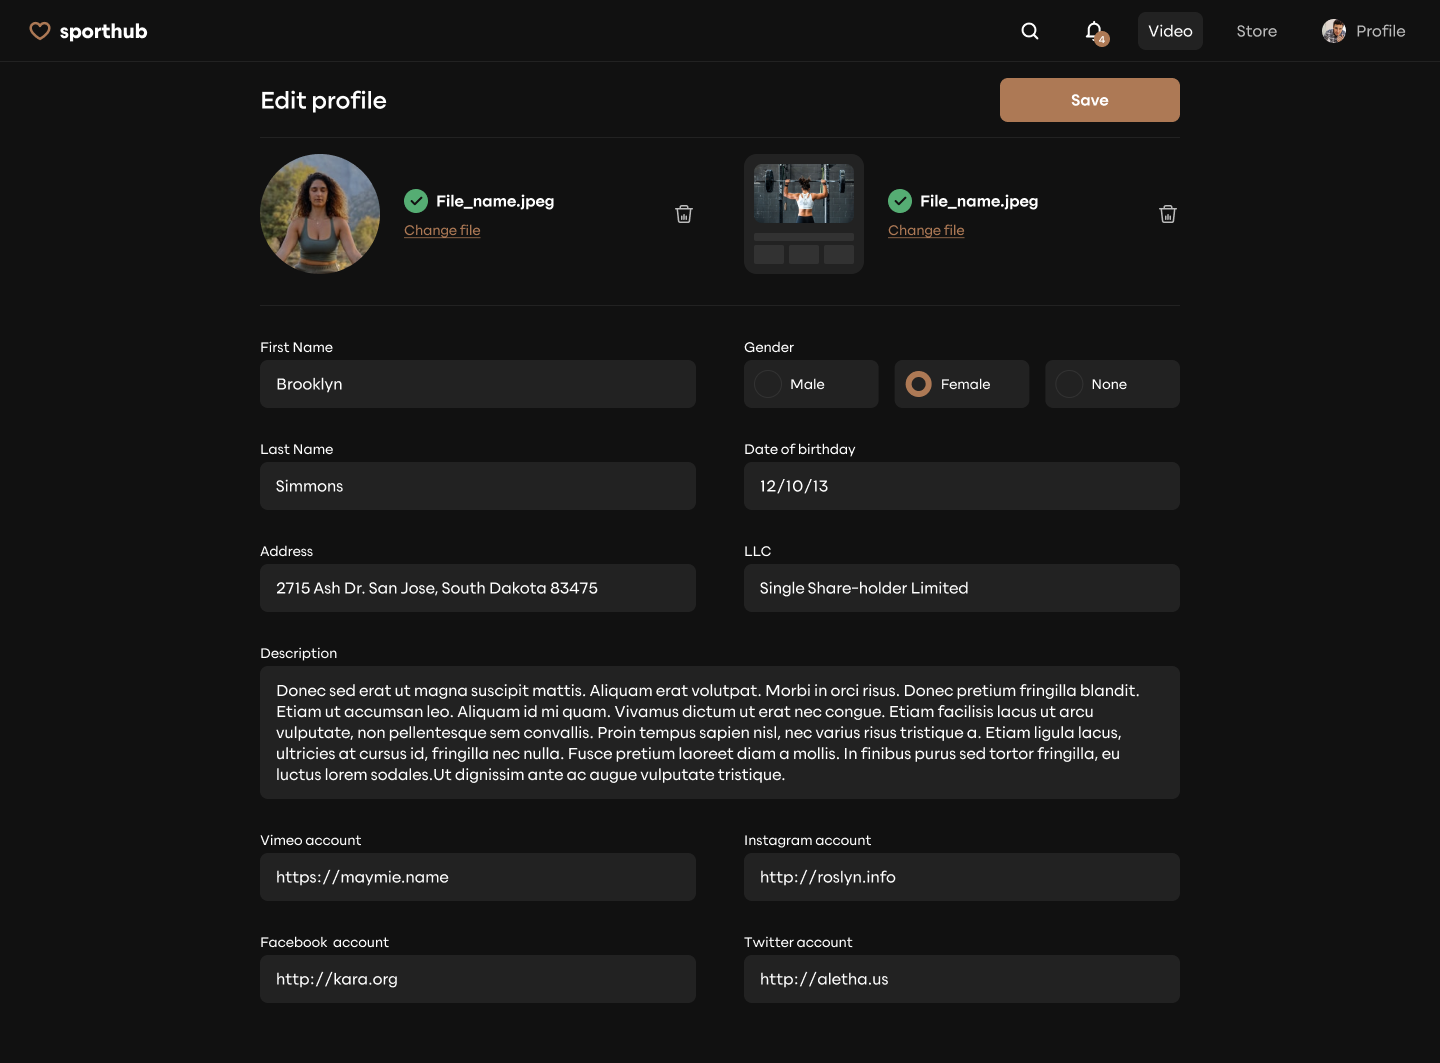 sporthub
4
Video
Store
Profile
Edit profile
Save
File_name.jpeg
Change file
File_name.jpeg
Change file
First Name
Brooklyn
Gender
Male
Female
None
Last Name
Simmons
Date of birthday
12/10/13
Address
2715 Ash Dr. San Jose, South Dakota 83475
LLC
Single Share-holder Limited
Description
Donec sed erat ut magna suscipit mattis. Aliquam erat volutpat. Morbi in orci risus. Donec pretium fringilla blandit.
Etiam ut accumsan leo. Aliquam id mi quam. Vivamus dictum ut erat nec congue. Etiam facilisis lacus ut arcu
vulputate, non pellentesque sem convallis. Proin tempus sapien nisl, nec varius risus tristique a. Etiam ligula lacus,
ultricies at cursus id, fringilla nec nulla. Fusce pretium laoreet diam a mollis. In finibus purus sed tortor fringilla, eu
luctus lorem sodales.Ut dignissim ante ac augue vulputate tristique.
Vimeo account
https://maymie.name
Instagram account
http://roslyn.info
Facebook account
http://kara.org
Twitter account
http://aletha.us